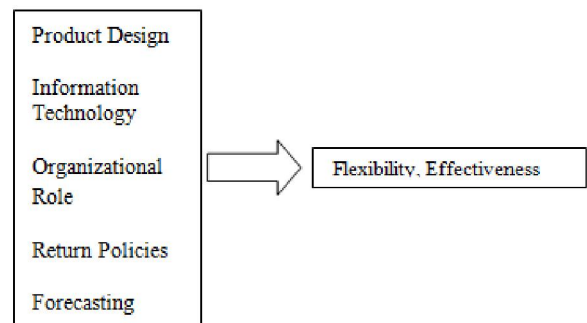 Product Design
Information
Technology
Organizational
Role
Return Policies
Forecasting
Flexibility, Effectiveness